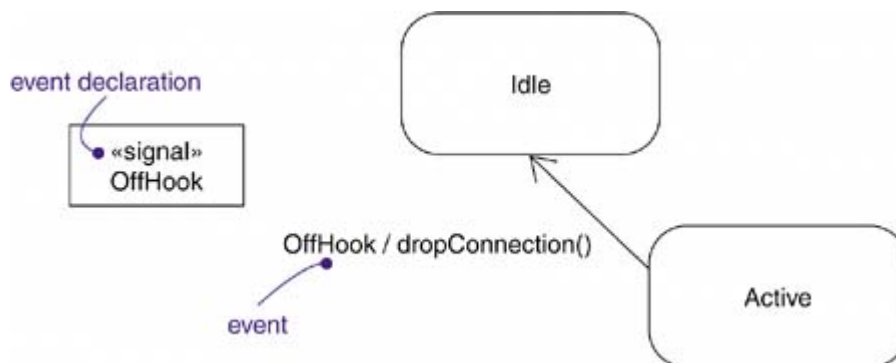 Idle
event declaration
«signal»
OffHook
OffHook / dropConnection()
Active
event